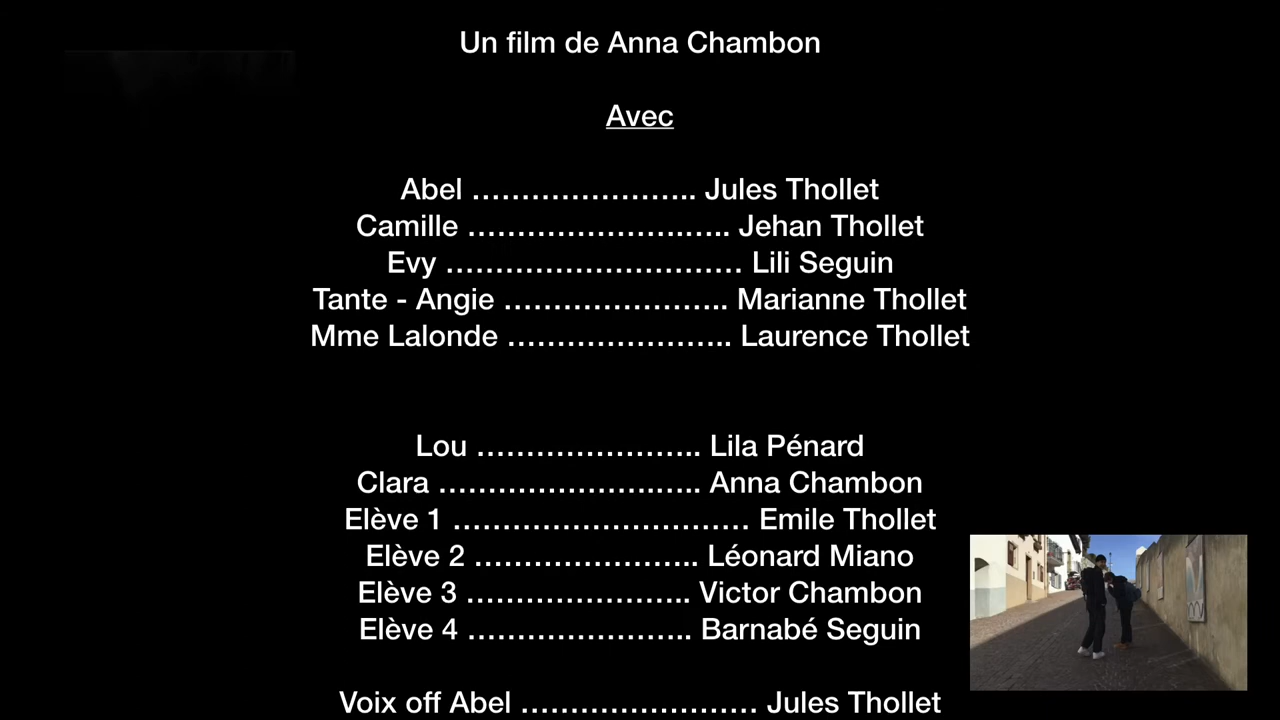 Un film de Anna Chambon
Avec
Abel …………………….. Jules Thollet
Camille ………………….….. Jehan Thollet
Evy ………………………… Lili Seguin
Tante - Angie ………………….. Marianne Thollet
Mme Lalonde ………………….. Laurence Thollet
Lou ………………….. Lila Pénard
Clara ………………….….. Anna Chambon
Elève 1 ………………………… Emile Thollet
Elève 2 ………………….. Léonard Miano
Elève 3 ………………….. Victor Chambon
Elève 4 ………………….. Barnabé Seguin
Voix off Abel …………………… Jules Thollet